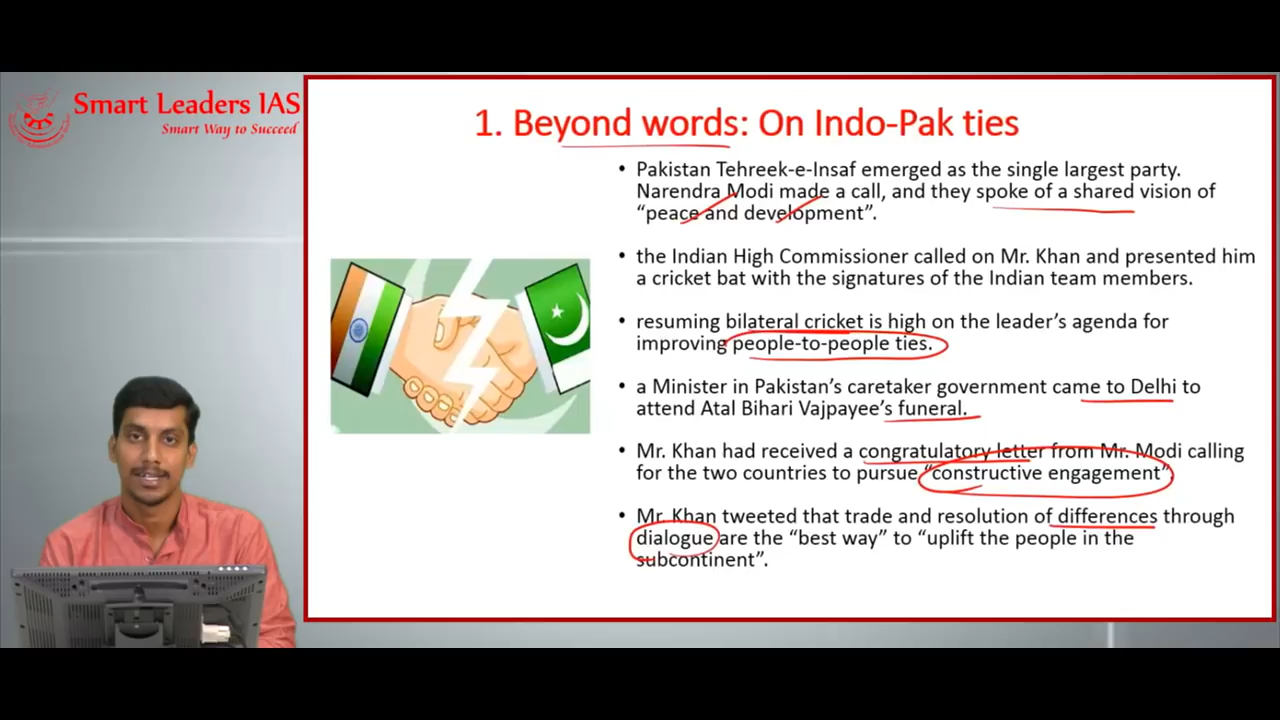 Smart Leaders IAS
Smart Way to Succeed
1. Beyond words: On Indo-Pak ties
• Pakistan Tehreek-e-Insaf emerged as the single largest party.
Narendra Modi made a call, and they spoke of a shared vision of
“peace and development”.
• the Indian High Commissioner called on Mr. Khan and presented him
a cricket bat with the signatures of the Indian team members.
• resuming bilateral cricket is high on the leader’s agenda for
improving people-to-people ties.
• a Minister in Pakistan’s caretaker government came to Delhi to
attend Atal Bihari Vajpayee’s funeral.
• Mr. Khan had received a congratulatory letter from Mr. Modi calling
for the two countries to pursue “constructive engagement”.
• Mr. Khan tweeted that trade and resolution of differences through
dialogue are the “best way” to “uplift the people in the
subcontinent”.